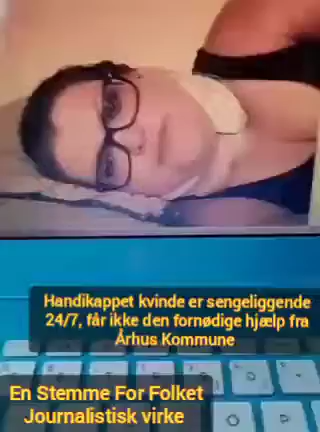 Handikappet kvinde er sengeliggende
24/7, får ikke den fornødige hjælp fra
Århus Kommune
En Stemme For Folket
Journalistisk virke